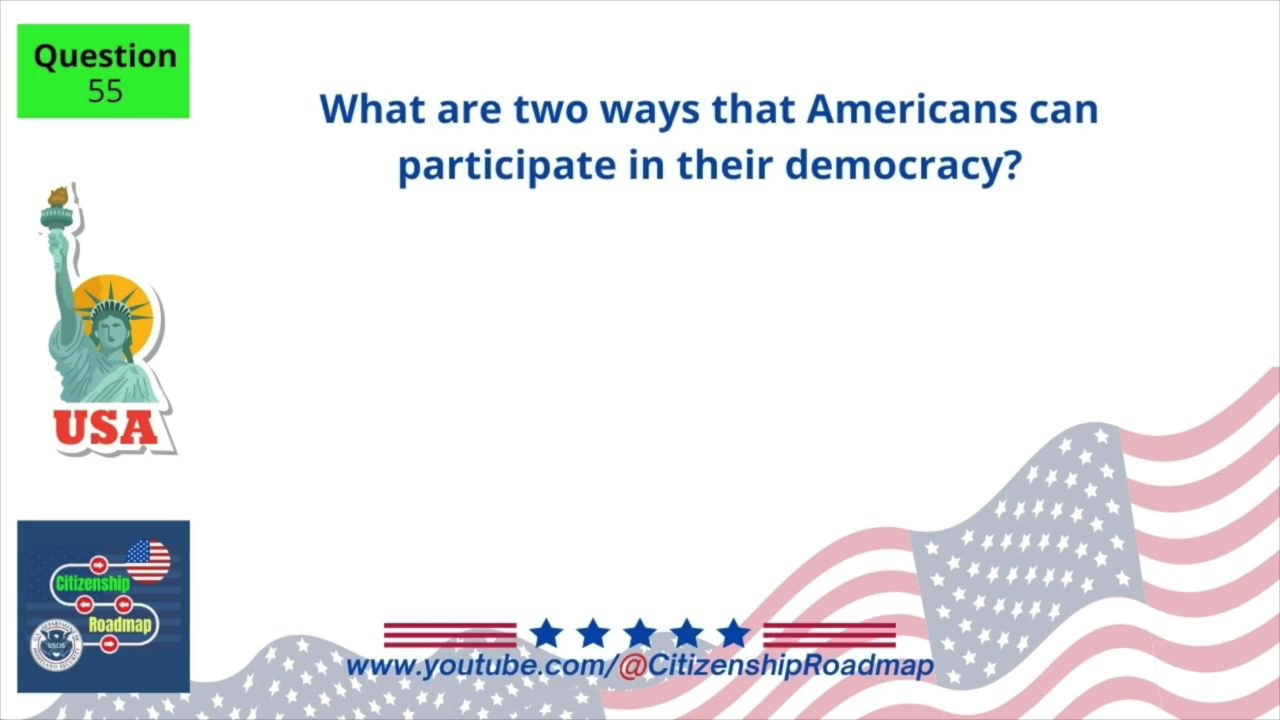 Question
55
What are two ways that Americans can
participate in their democracy?
USA
Citizenship
Roadmap
USCIS
www.youtube.com/@CitizenshipRoadmap